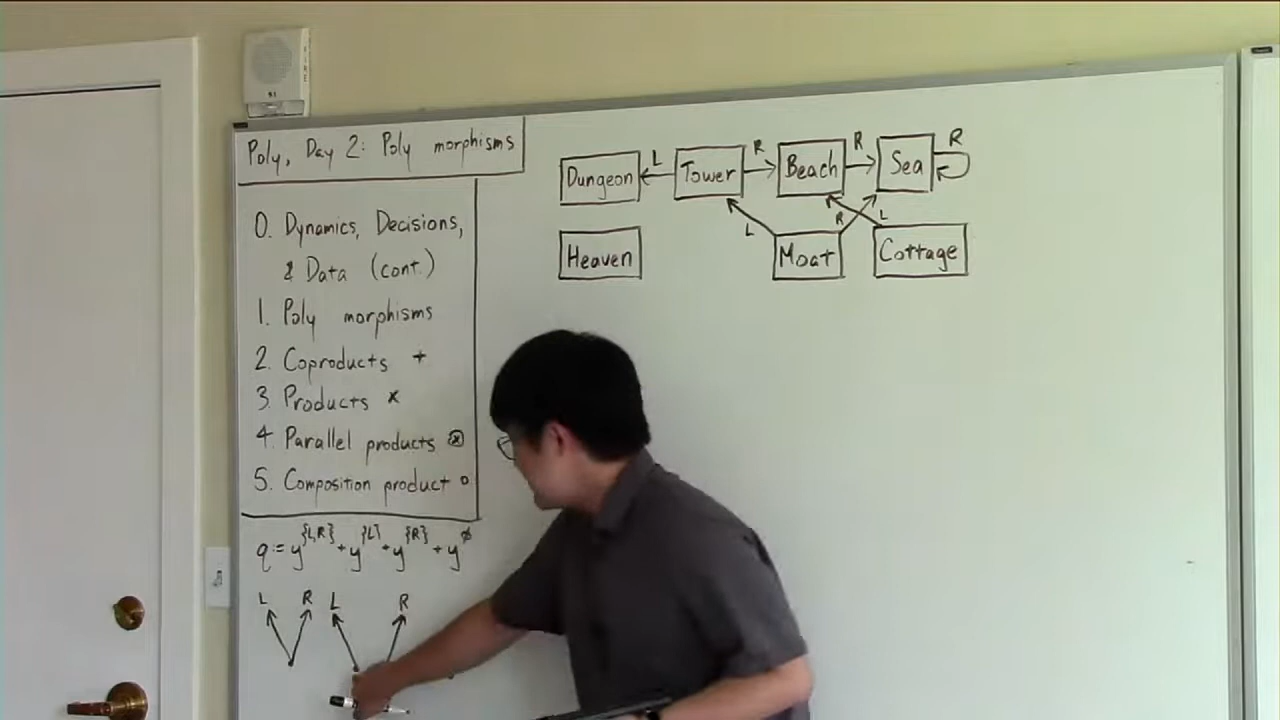 Poly, Day 2: Poly morphisms
0. Dynamics, Decisions,
& Data (cont.)
1. Poly morphisms
2. Coproducts +
3. Products ×
4. Parallel products ⊗
5. Composition product ∘
q := y^{L,R} + y^{L} + y^{R} + y^∅
L R L R
L R R R
Dungeon Tower Beach Sea
L R L
Heaven Moat Cottage